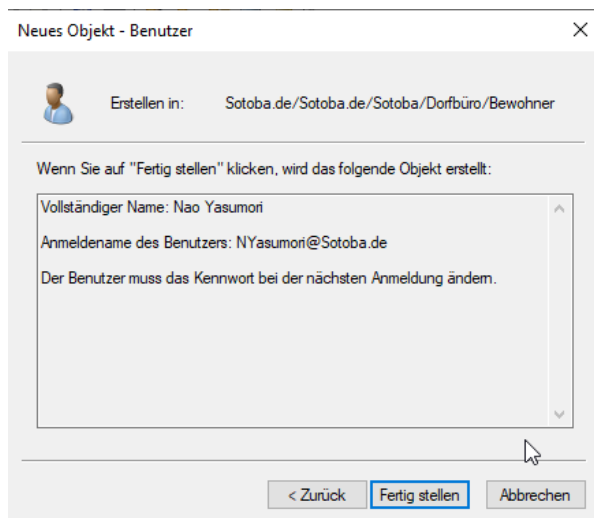 Neues Objekt - Benutzer
Erstellen in: Sotoba.de/Sotoba.de/Sotoba/Dorfbüro/Bewohner
Wenn Sie auf "Fertig stellen" klicken, wird das folgende Objekt erstellt:
Vollständiger Name: Nao Yasumori
Anmeldename des Benutzers: NYasumori@Sotoba.de
Der Benutzer muss das Kennwort bei der nächsten Anmeldung ändern.
< Zurück Fertig stellen Abbrechen